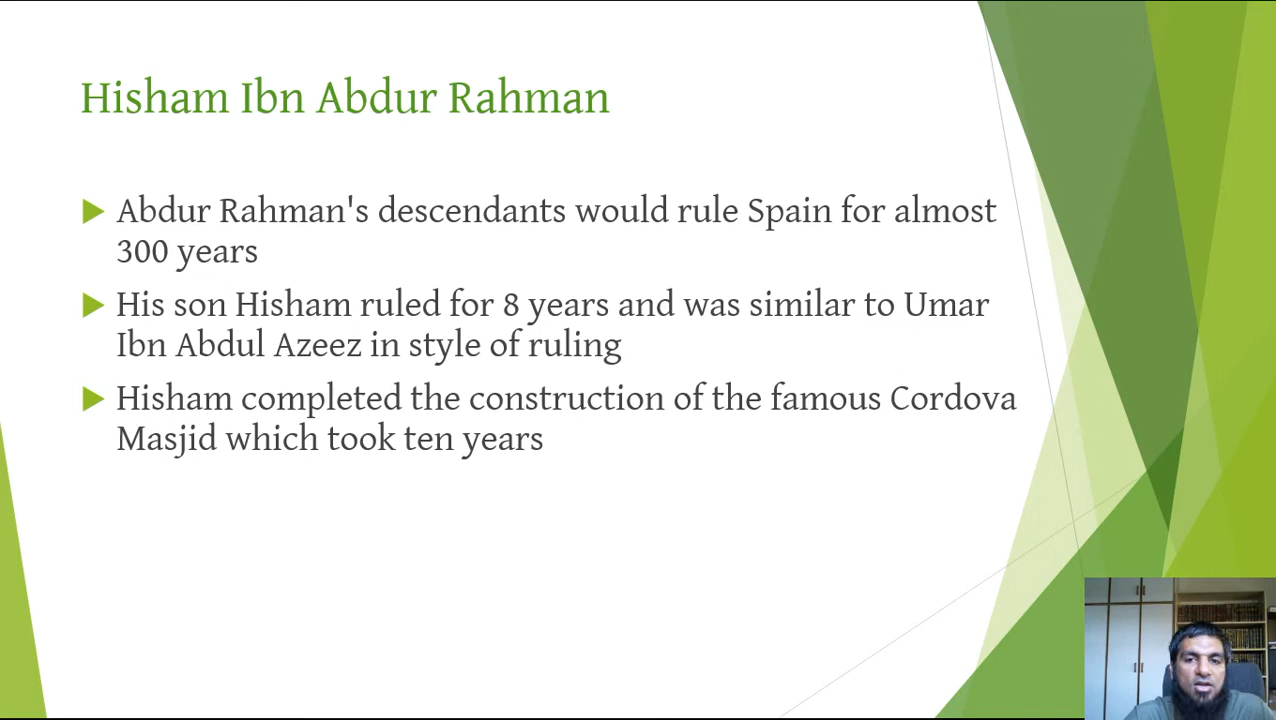 Hisham Ibn Abdur Rahman
Abdur Rahman's descendants would rule Spain for almost
300 years
His son Hisham ruled for 8 years and was similar to Umar
Ibn Abdul Azeez in style of ruling
Hisham completed the construction of the famous Cordova
Masjid which took ten years